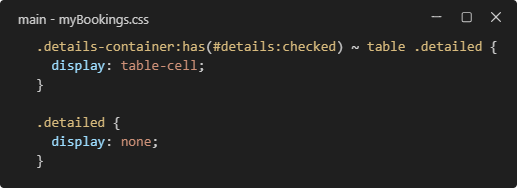 main - myBookings.css
.details-container:has(#details:checked) ~ table .detailed {
  display: table-cell;
}

.detailed {
  display: none;
}